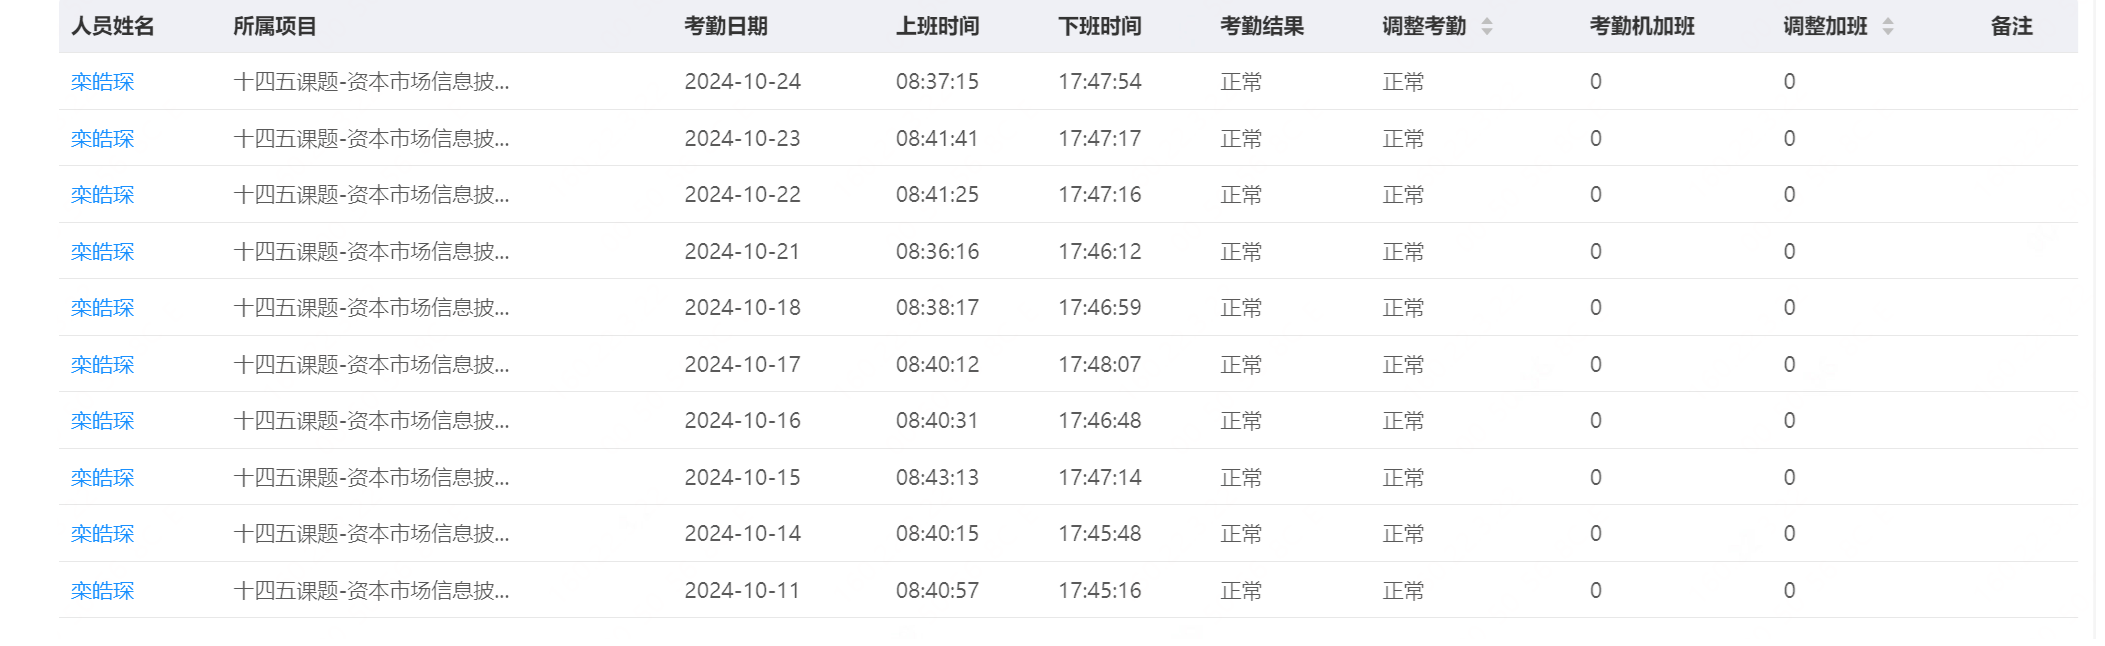 人员姓名 所属项目 考勤日期 上班时间 下班时间 考勤结果 调整考勤 考勤机加班 调整加班 备注
栾皓琛 十四五课题-资本市场信息披... 2024-10-24 08:37:15 17:47:54 正常 正常 0 0
栾皓琛 十四五课题-资本市场信息披... 2024-10-23 08:41:41 17:47:17 正常 正常 0 0
栾皓琛 十四五课题-资本市场信息披... 2024-10-22 08:41:25 17:47:16 正常 正常 0 0
栾皓琛 十四五课题-资本市场信息披... 2024-10-21 08:36:16 17:46:12 正常 正常 0 0
栾皓琛 十四五课题-资本市场信息披... 2024-10-18 08:38:17 17:46:59 正常 正常 0 0
栾皓琛 十四五课题-资本市场信息披... 2024-10-17 08:40:12 17:48:07 正常 正常 0 0
栾皓琛 十四五课题-资本市场信息披... 2024-10-16 08:40:31 17:46:48 正常 正常 0 0
栾皓琛 十四五课题-资本市场信息披... 2024-10-15 08:43:13 17:47:14 正常 正常 0 0
栾皓琛 十四五课题-资本市场信息披... 2024-10-14 08:40:15 17:45:48 正常 正常 0 0
栾皓琛 十四五课题-资本市场信息披... 2024-10-11 08:40:57 17:45:16 正常 正常 0 0